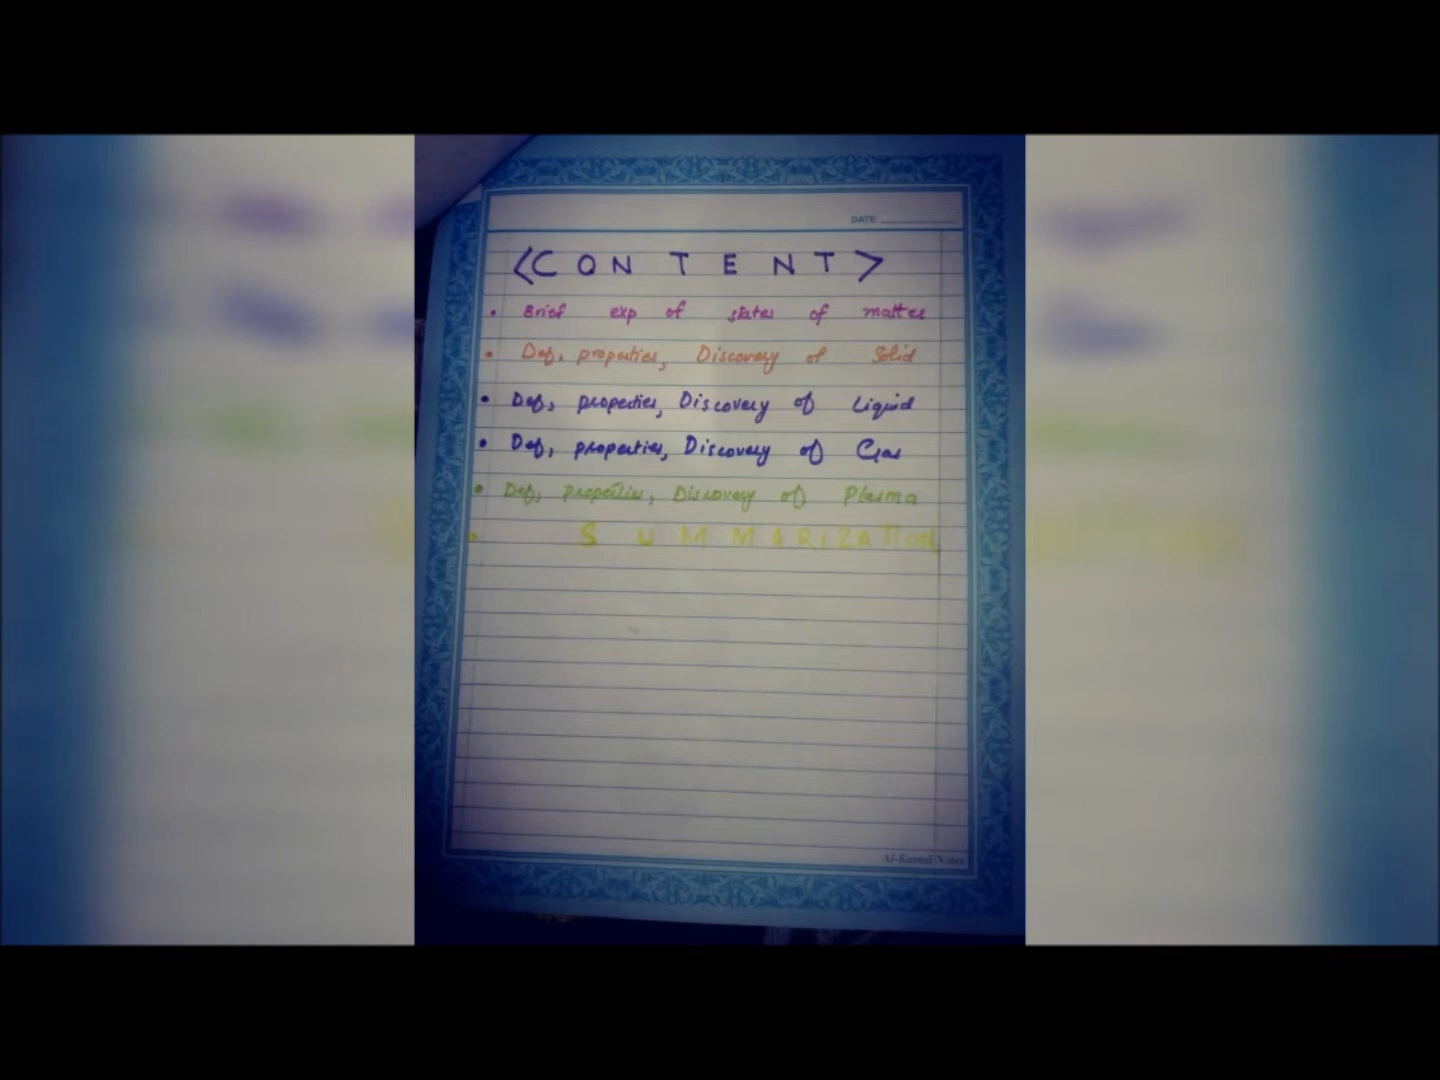 DATE:
<CONTENT>
• Brief exp of states of matter
• Def, properties, Discovery of Solid
• Def, properties, Discovery of Liquid
• Def, properties, Discovery of Gas
• Def, properties, Discovery of Plasma
• SUMMARIZATION
Al-Kamal Notes